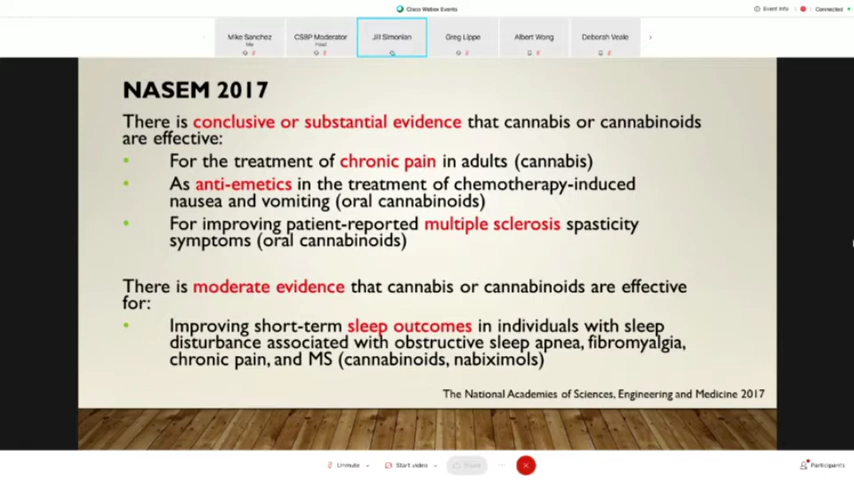 Cisco Webex Events
Event Info
Connected
Mike Sanchez
Me
CSBP Moderator
Host
Jill Simonian
Greg Lippe
Albert Wong
Deborah Veale
NASEM 2017
There is conclusive or substantial evidence that cannabis or cannabinoids
are effective:
• For the treatment of chronic pain in adults (cannabis)
• As anti-emetics in the treatment of chemotherapy-induced
nausea and vomiting (oral cannabinoids)
• For improving patient-reported multiple sclerosis spasticity
symptoms (oral cannabinoids)
There is moderate evidence that cannabis or cannabinoids are effective
for:
• Improving short-term sleep outcomes in individuals with sleep
disturbance associated with obstructive sleep apnea, fibromyalgia,
chronic pain, and MS (cannabinoids, nabiximols)
The National Academies of Sciences, Engineering and Medicine 2017
Unmute
Start video
Share
Participants